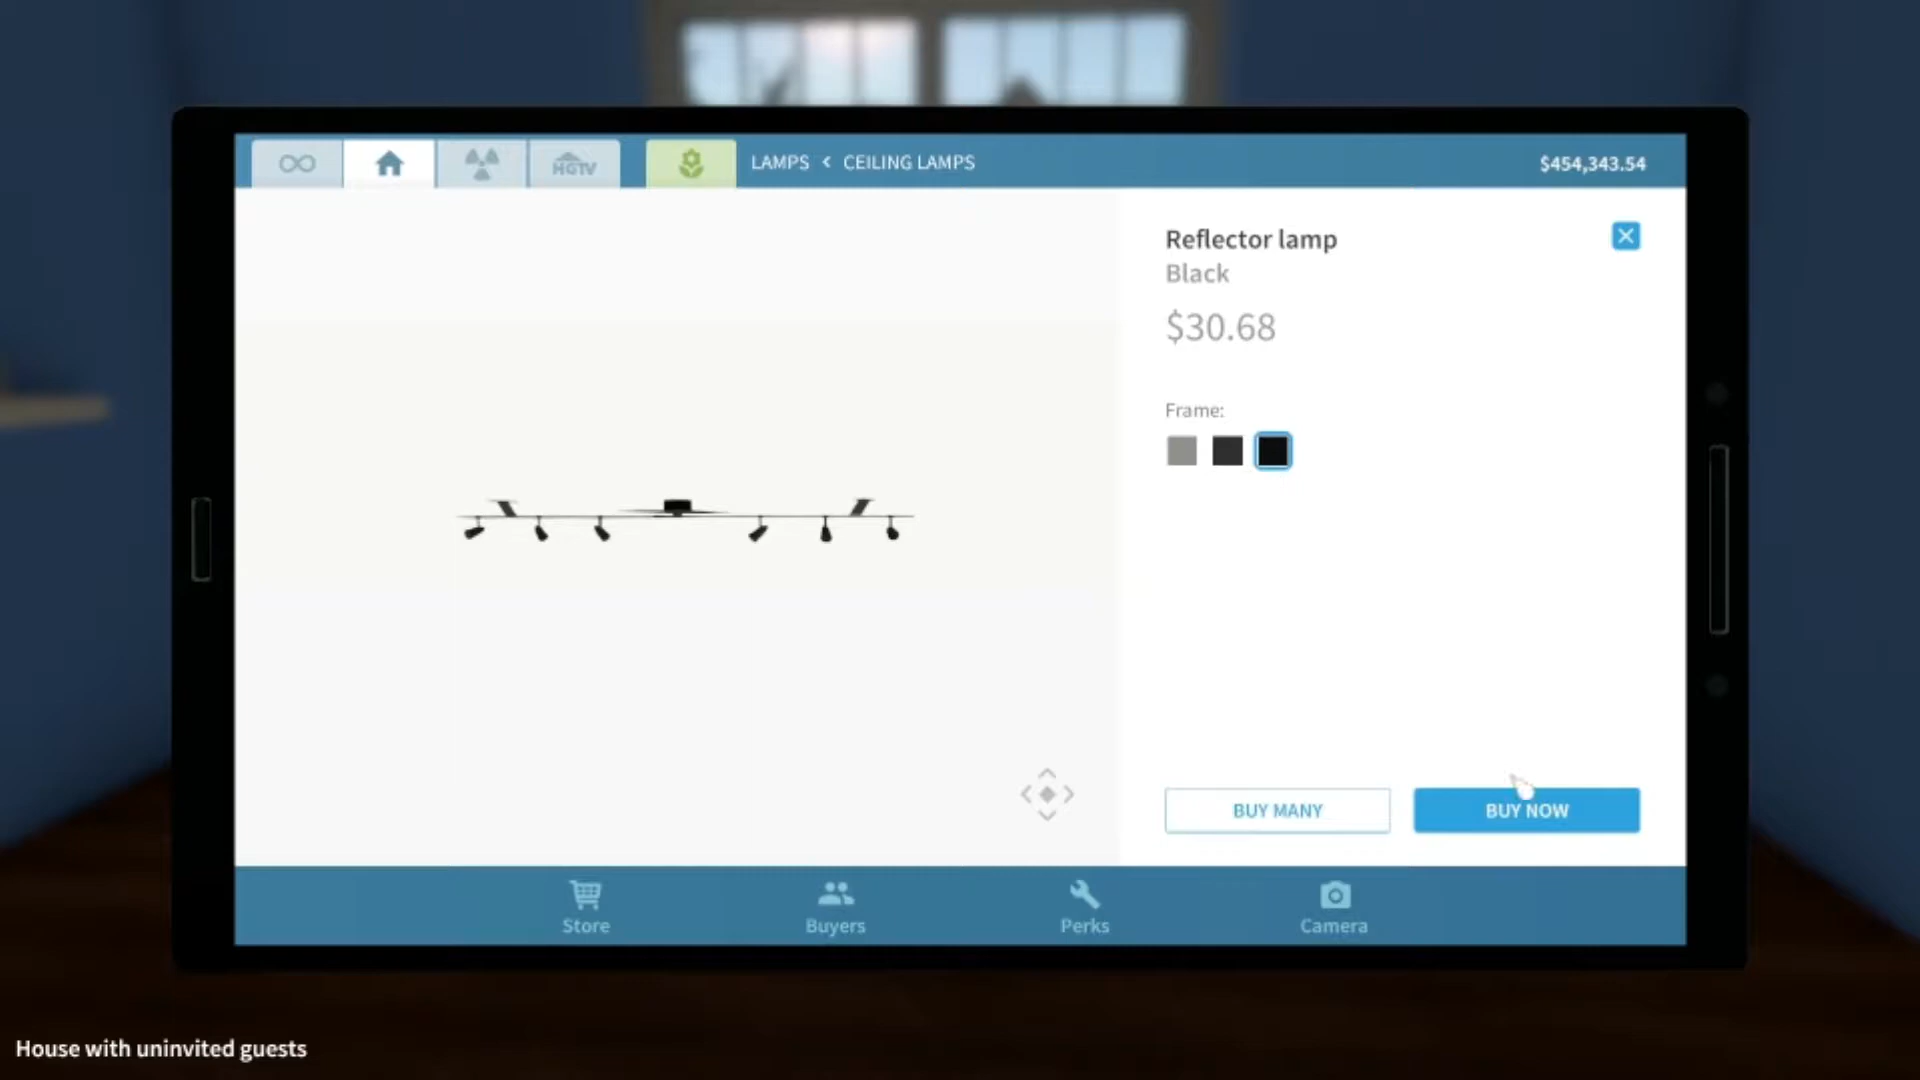 HGTV
LAMPS < CEILING LAMPS
$454,343.54
Reflector lamp
Black
$30.68
Frame:
BUY MANY
BUY NOW
Store
Buyers
Perks
Camera
House with uninvited guests